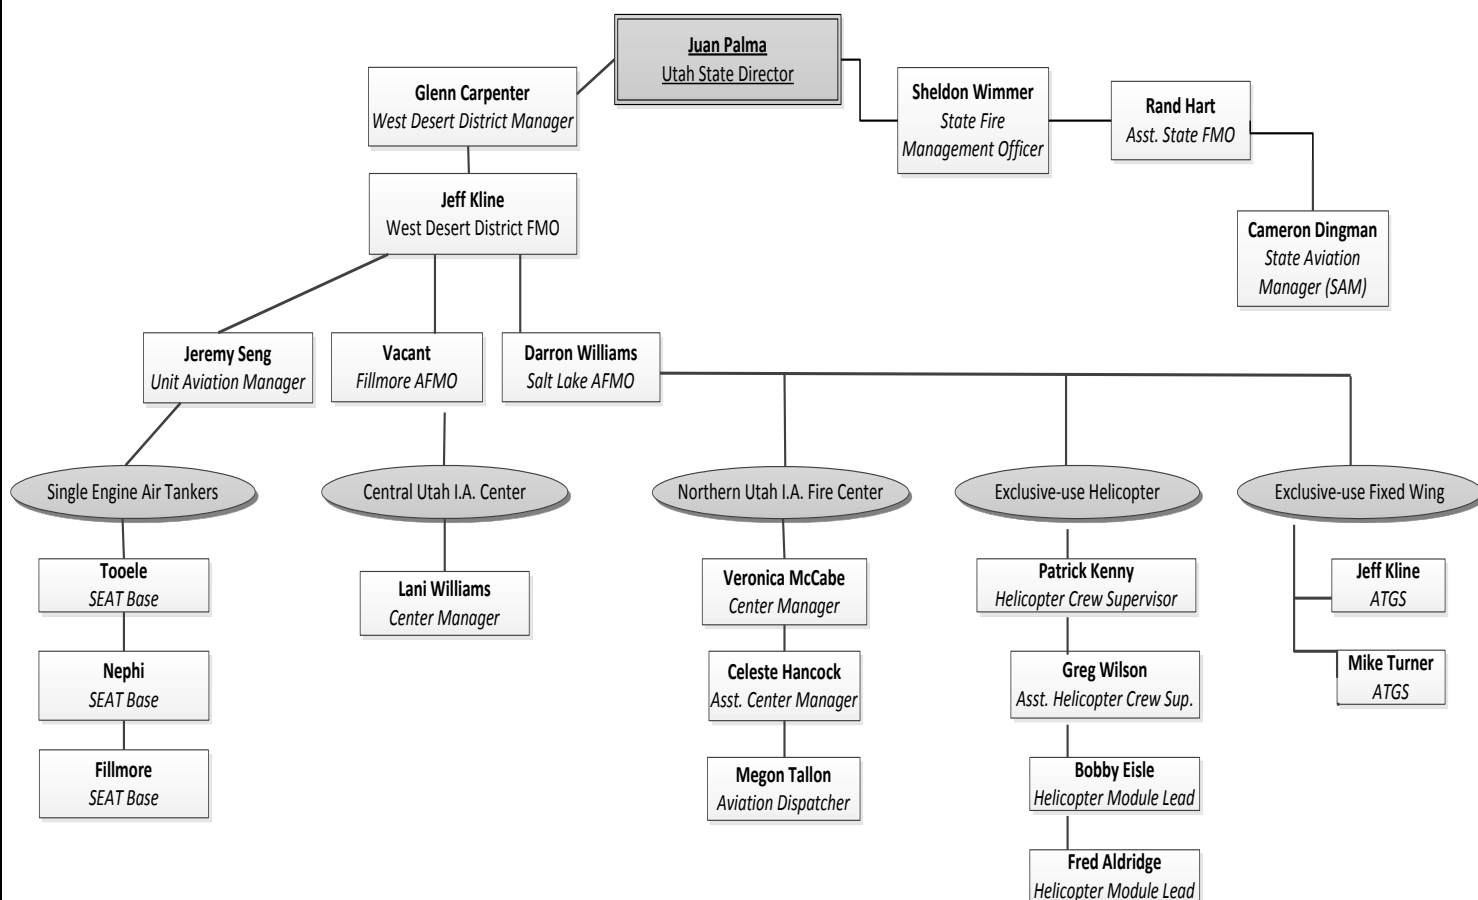 Juan Palma
Utah State Director
Glenn Carpenter
West Desert District Manager
Sheldon Wimmer
State Fire
Management Officer
Rand Hart
Asst. State FMO
Jeff Kline
West Desert District FMO
Cameron Dingman
State Aviation
Manager (SAM)
Jeremy Seng
Unit Aviation Manager
Vacant
Fillmore AFMO
Darron Williams
Salt Lake AFMO
Single Engine Air Tankers
Central Utah I.A. Center
Northern Utah I.A. Fire Center
Exclusive-use Helicopter
Exclusive-use Fixed Wing
Tooele
SEAT Base
Nephi
SEAT Base
Fillmore
SEAT Base
Lani Williams
Center Manager
Veronica McCabe
Center Manager
Celeste Hancock
Asst. Center Manager
Megon Tallon
Aviation Dispatcher
Patrick Kenny
Helicopter Crew Supervisor
Greg Wilson
Asst. Helicopter Crew Sup.
Bobby Eisle
Helicopter Module Lead
Fred Aldridge
Helicopter Module Lead
Jeff Kline
ATGS
Mike Turner
ATGS